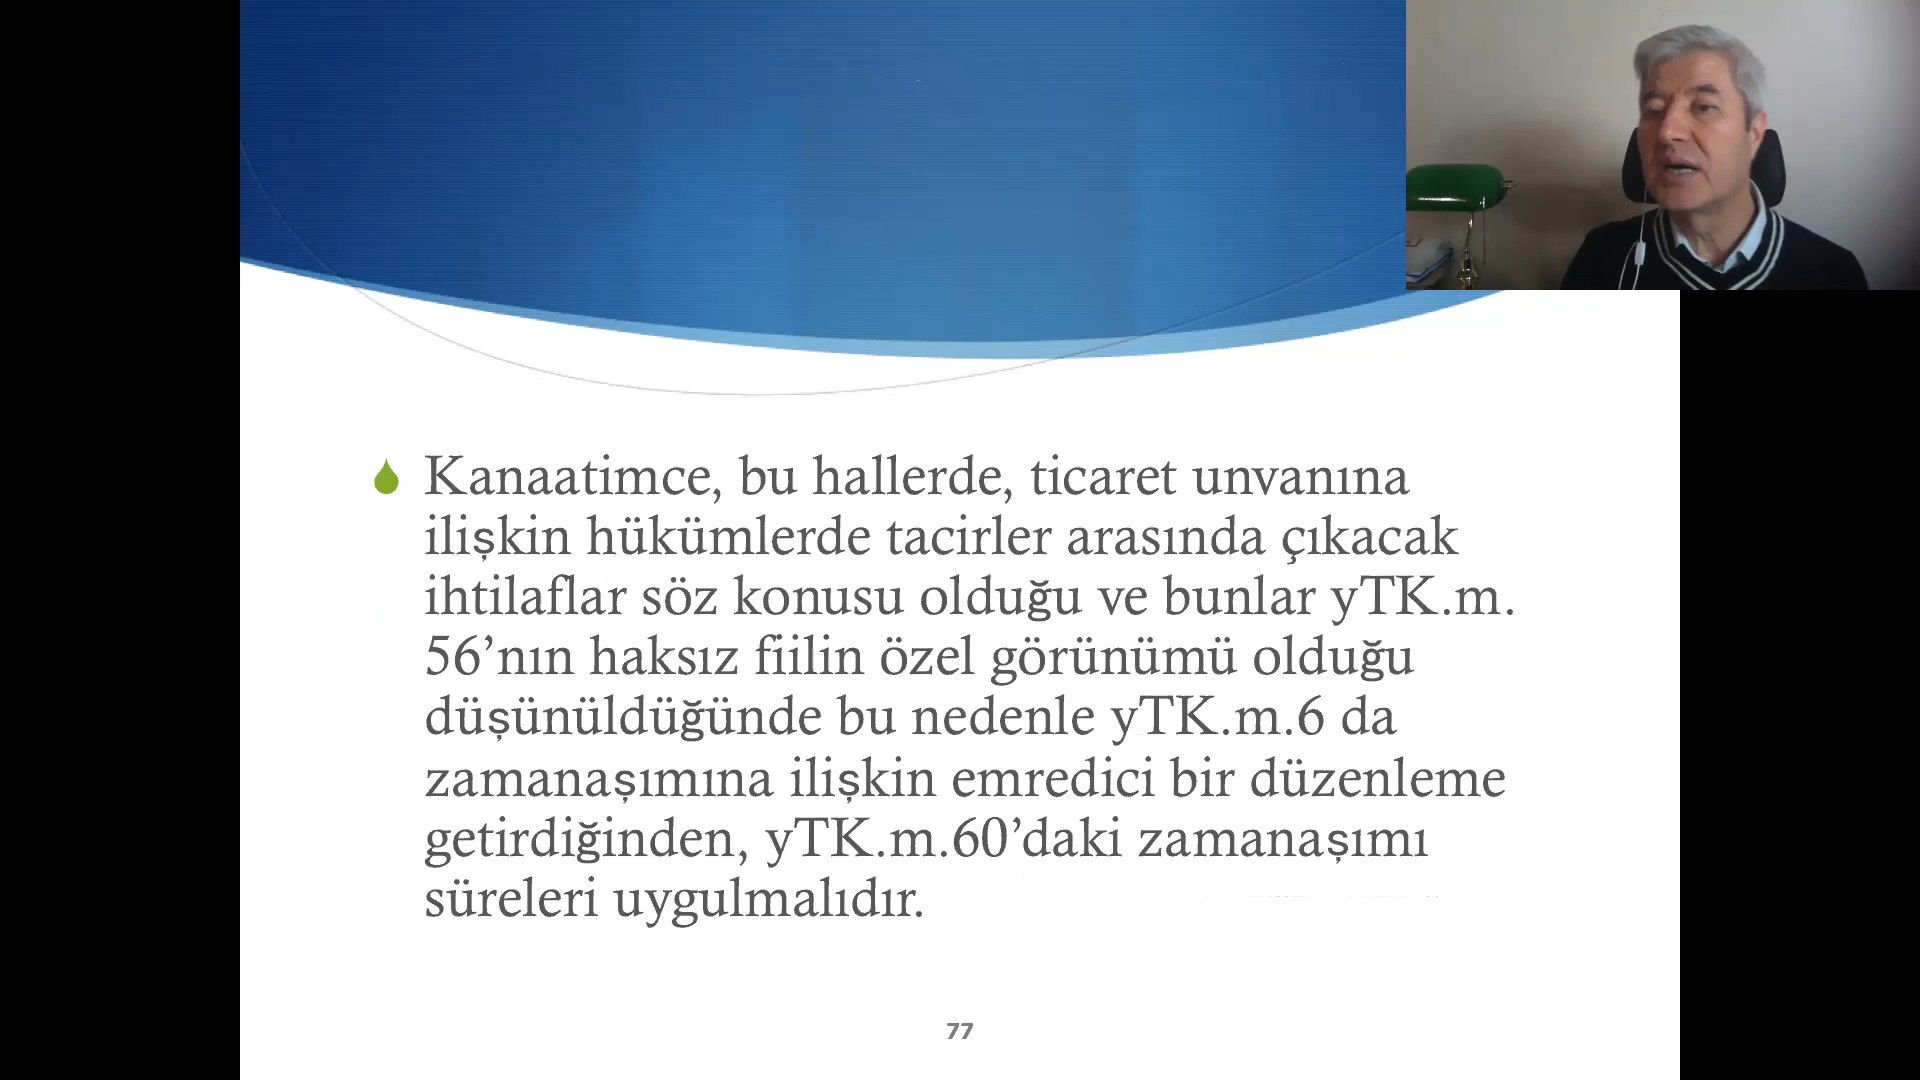 Kanaatimce, bu hallerde, ticaret unvanına
ilişkin hükümlerde tacirler arasında çıkacak
ihtilaflar söz konusu olduğu ve bunlar yTK.m.
56’nın haksız fiilin özel görünümü olduğu
düşünüldüğünde bu nedenle yTK.m.6 da
zamanaşımına ilişkin emredici bir düzenleme
getirdiğinden, yTK.m.60’daki zamanaşımı
süreleri uygulmalıdır.
77